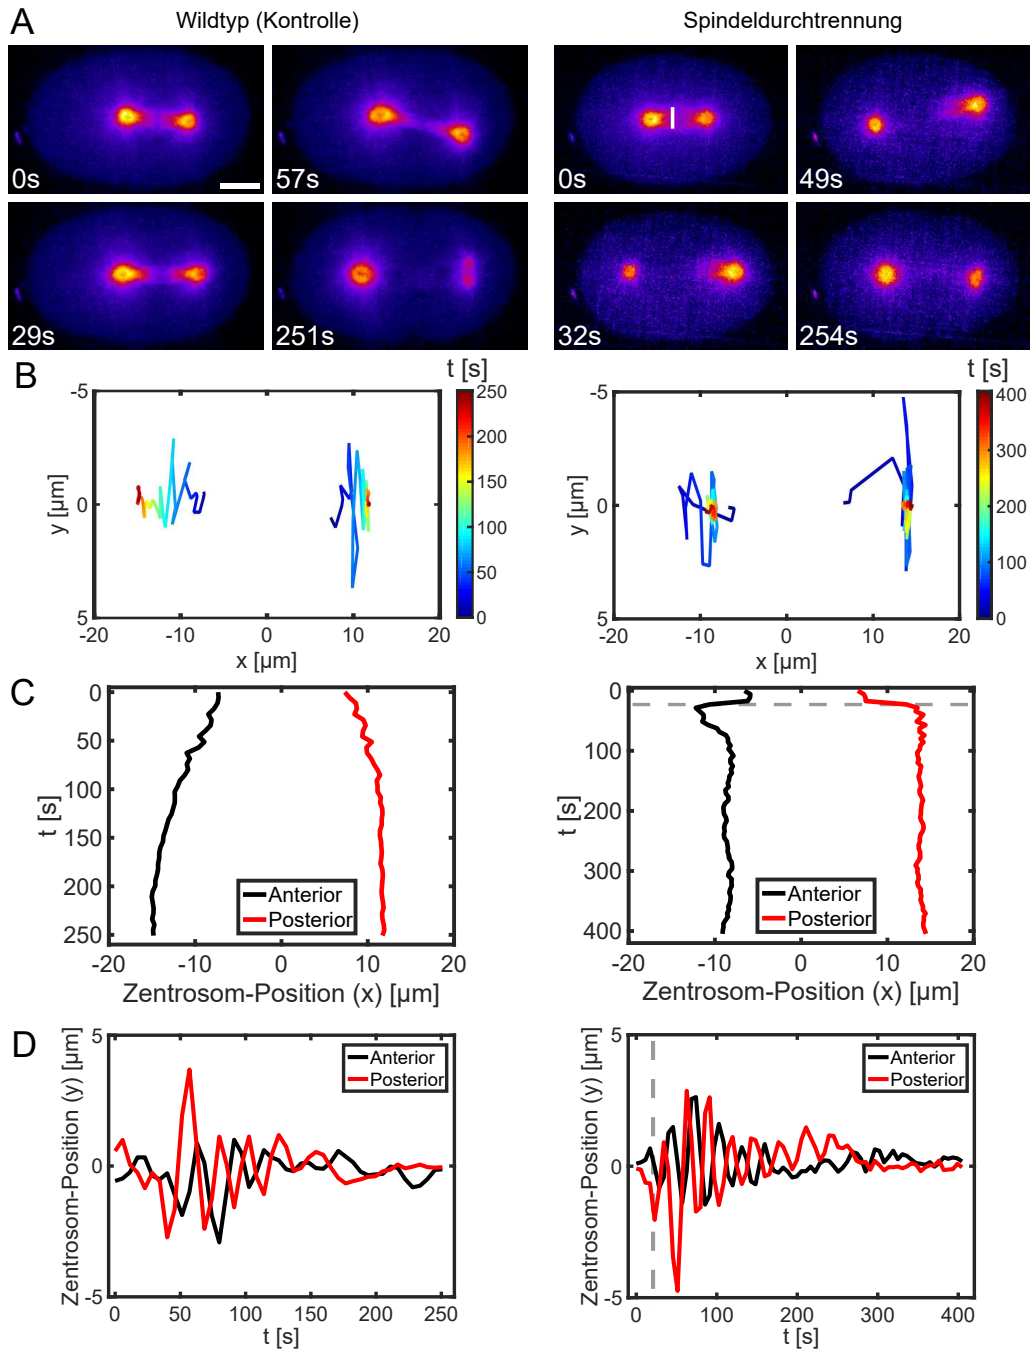 A
Wildtyp (Kontrolle)
Spindeldurchtrennung
0s
57s
0s
49s
29s
251s
32s
254s
B
t [s]
t [s]
-5
0
5
y [µm]
-20
-10
0
10
20
x [µm]
250
200
150
100
50
0
-5
0
5
y [µm]
-20
-10
0
10
20
x [µm]
400
300
200
100
0
C
0
50
100
150
200
250
t [s]
Anterior
Posterior
-20
-10
0
10
20
Zentrosom-Position (x) [µm]
0
100
200
300
400
t [s]
Anterior
Posterior
-20
-10
0
10
20
Zentrosom-Position (x) [µm]
D
Zentrosom-Position (y) [µm]
5
0
-5
Anterior
Posterior
0
50
100
150
200
250
t [s]
Zentrosom-Position (y) [µm]
5
0
-5
Anterior
Posterior
0
100
200
300
400
t [s]